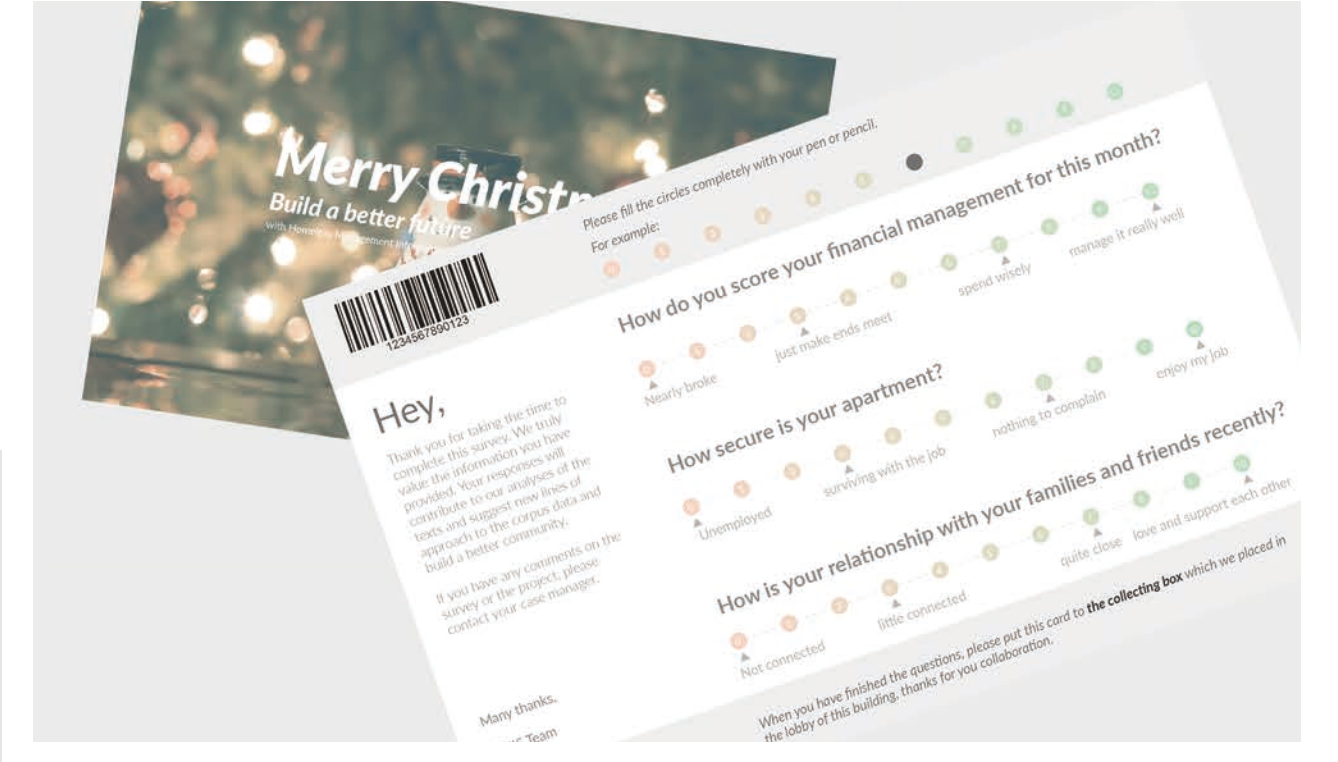 Merry Christ
Build a better future
with Homeless Management
Please fill the circles completely with your pen or pencil.
For example:
1234567890123
Hey,
Thank you for taking the time to
complete this survey. We truly
value the information you have
provided. Your responses will
contribute to our analyses of the
texts and suggest new lines of
approach to the corpus data and
build a better community.
If you have any comments on the
survey or the project, please
contact your case manager.
Many thanks,
Team
How do you score your financial management for this month?
Nearly broke
just make ends meet
spend wisely
manage it really well
How secure is your apartment?
Unemployed
surviving with the job
nothing to complain
enjoy my job
How is your relationship with your families and friends recently?
Not connected
little connected
quite close
love and support each other
When you have finished the questions, please put this card to the collecting box which we placed in
the lobby of this building. thanks for you collaboration.